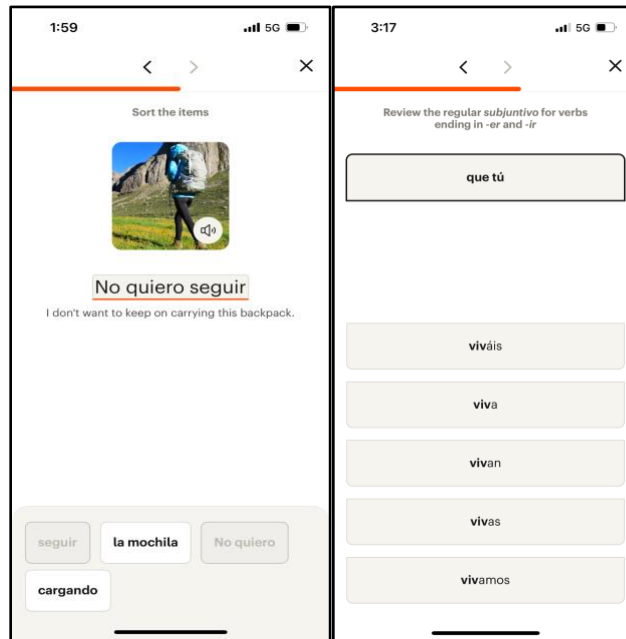 1:59
5G
Sort the items
No quiero seguir
I don't want to keep on carrying this backpack.
seguir
la mochila
No quiero
cargando
3:17
5G
Review the regular subjuntivo for verbs
ending in -er and -ir
que tú
viváis
viva
vivan
vivas
vivamos